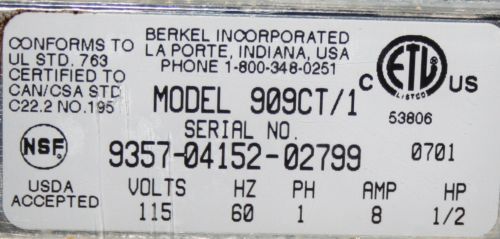 CONFORMS TO
UL STD. 763
CERTIFIED TO
CAN/CSA STD
C22.2 NO.195
BERKEL INCORPORATED
LA PORTE, INDIANA, USA
PHONE 1-800-348-0251
C ETL US
LISTED
53806
MODEL 909CT/1
SERIAL NO.
9357-04152-02799 0701
NSF
USDA
ACCEPTED
VOLTS HZ PH AMP HP
115 60 1 8 1/2